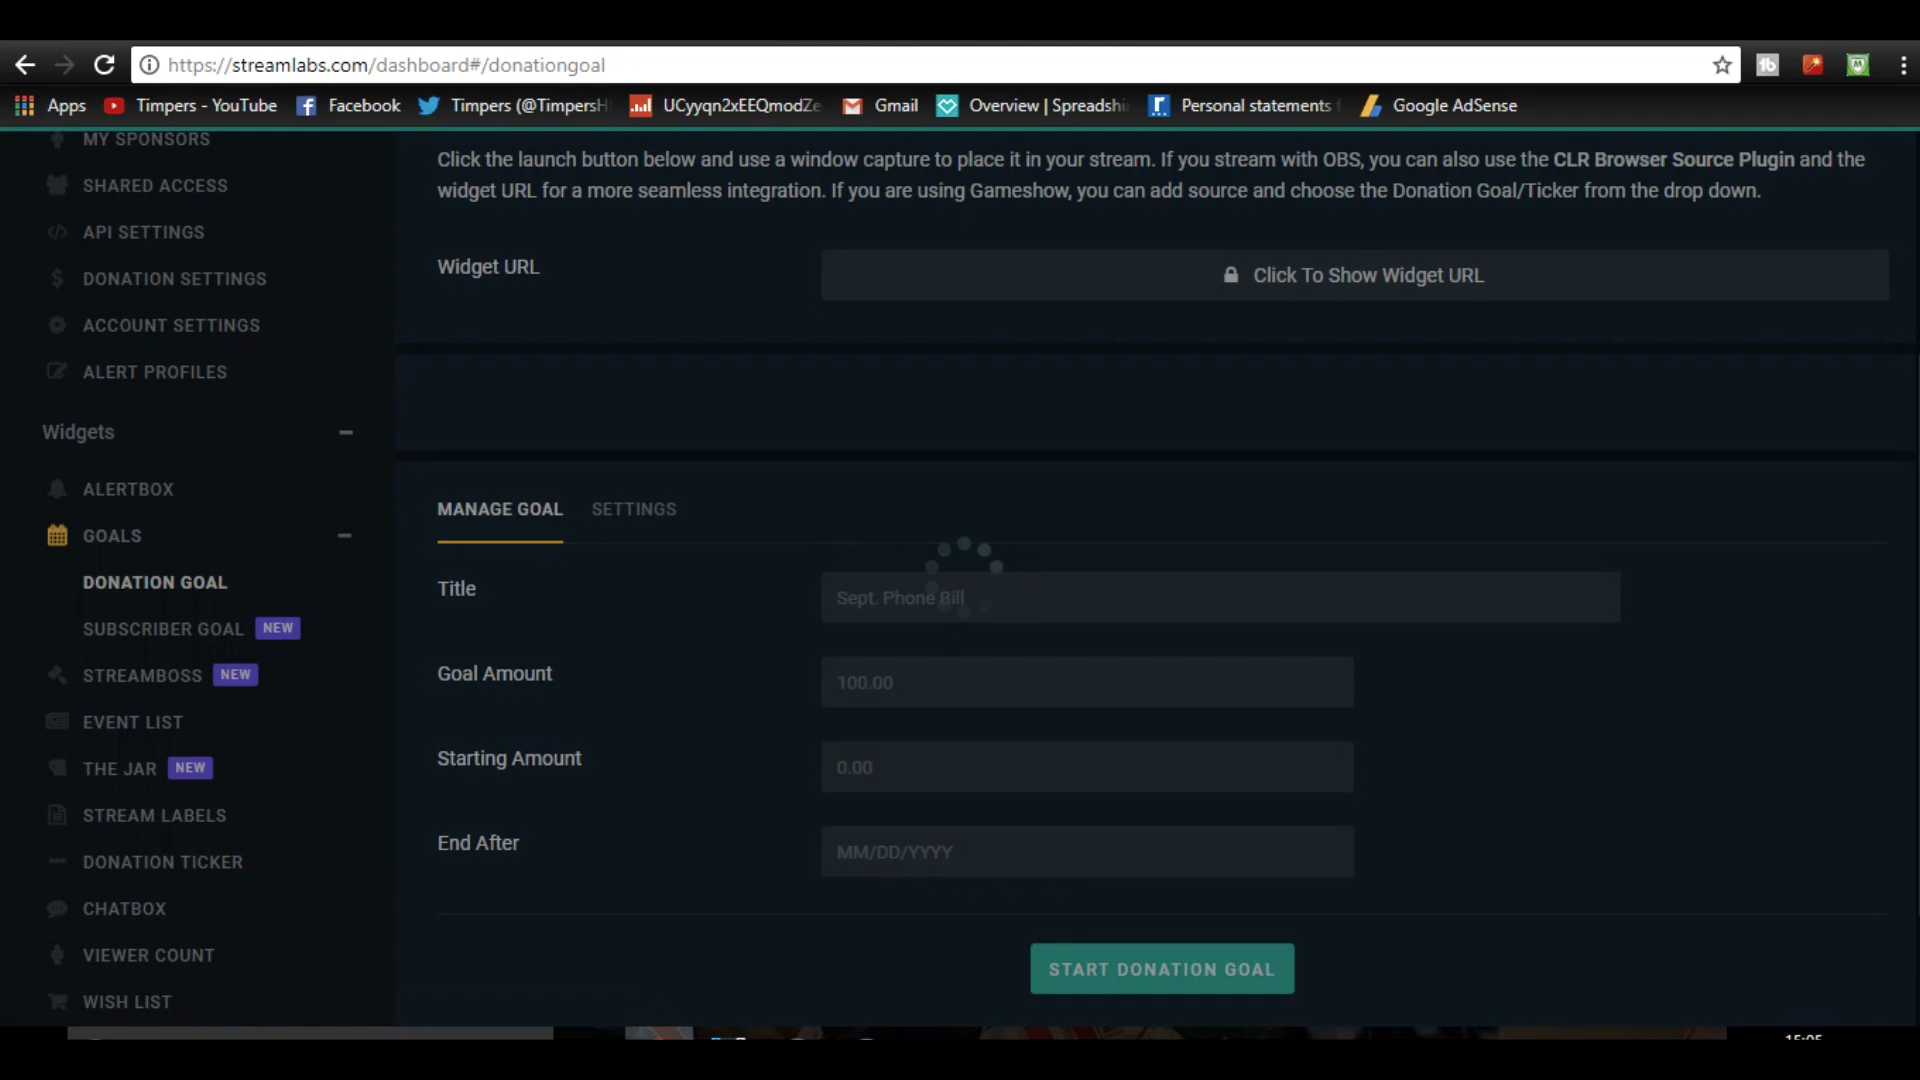 https://streamlabs.com/dashboard#/donationgoal
Apps
Timpers - YouTube
Facebook
Timpers (@TimpersH
UCyyqn2xEEQmodZe
Gmail
Overview | Spreadshi
Personal statements f
Google AdSense
MY SPONSORS
SHARED ACCESS
API SETTINGS
DONATION SETTINGS
ACCOUNT SETTINGS
ALERT PROFILES
Widgets
ALERTBOX
GOALS
DONATION GOAL
SUBSCRIBER GOAL NEW
STREAMBOSS NEW
EVENT LIST
THE JAR NEW
STREAM LABELS
DONATION TICKER
CHATBOX
VIEWER COUNT
WISH LIST
Click the launch button below and use a window capture to place it in your stream. If you stream with OBS, you can also use the CLR Browser Source Plugin and the
widget URL for a more seamless integration. If you are using Gameshow, you can add source and choose the Donation Goal/Ticker from the drop down.
Widget URL
Click To Show Widget URL
MANAGE GOAL
SETTINGS
Title
Sept. Phone Bill
Goal Amount
100.00
Starting Amount
0.00
End After
MM/DD/YYYY
START DONATION GOAL
15:05